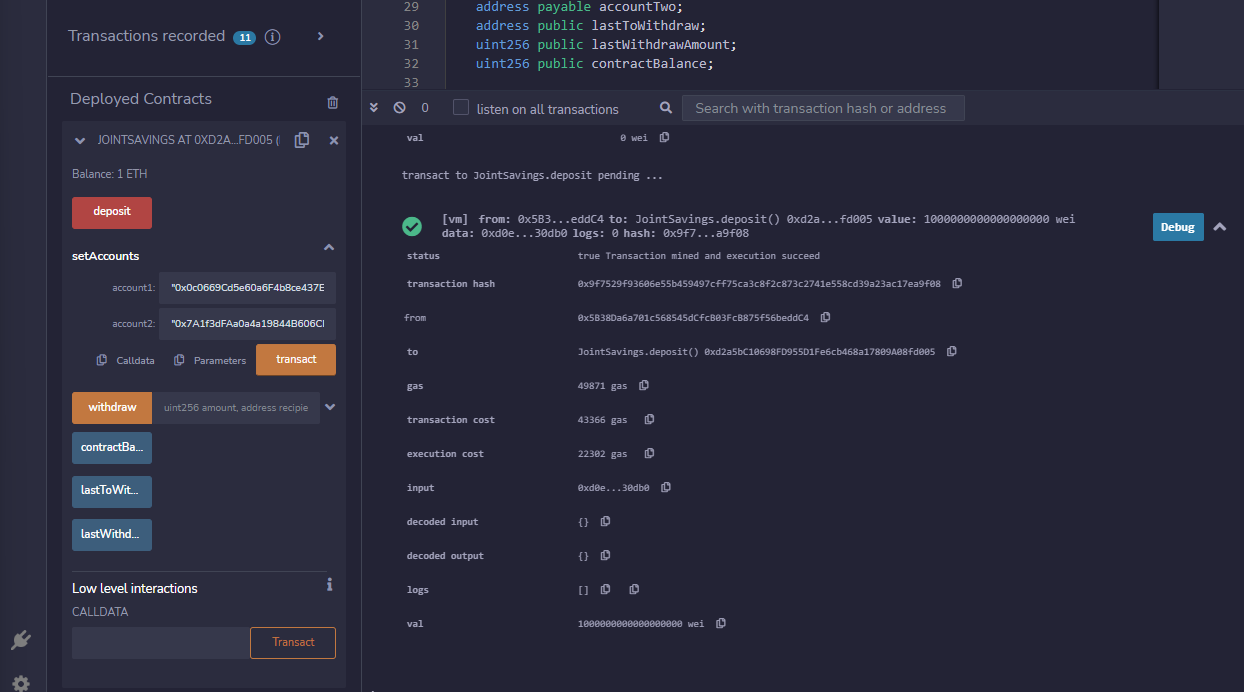 Transactions recorded 11 i
Deployed Contracts
JOINTSAVINGS AT 0XD2A...FD005 (
Balance: 1 ETH
deposit
setAccounts
account1: "0x0c0669Cd5e60a6F4b8ce437E
account2: "0x7A1f3dFAa0a4a19844B606CI
Calldata Parameters transact
withdraw uint256 amount, address recipie
contractBa...
lastToWit...
lastWithd...
Low level interactions i
CALLDATA
Transact
29 address payable accountTwo;
30 address public lastToWithdraw;
31 uint256 public lastWithdrawAmount;
32 uint256 public contractBalance;
33
0 listen on all transactions Search with transaction hash or address
val 0 wei
transact to JointSavings.deposit pending ...
[vm] from: 0x5B3...eddC4 to: JointSavings.deposit() 0xd2a...fd005 value: 1000000000000000000 wei
data: 0xd0e...30db0 logs: 0 hash: 0x9f7...a9f08
Debug
status true Transaction mined and execution succeed
transaction hash 0x9f7529f93606e55b459497cff75ca3c8f2c873c2741e558cd39a23ac17ea9f08
from 0x5B38Da6a701c568545dCfcB03FcB875f56beddC4
to JointSavings.deposit() 0xd2a5bC10698FD955D1Fe6cb468a17809A08fd005
gas 49871 gas
transaction cost 43366 gas
execution cost 22302 gas
input 0xd0e...30db0
decoded input {}
decoded output {}
logs []
val 1000000000000000000 wei